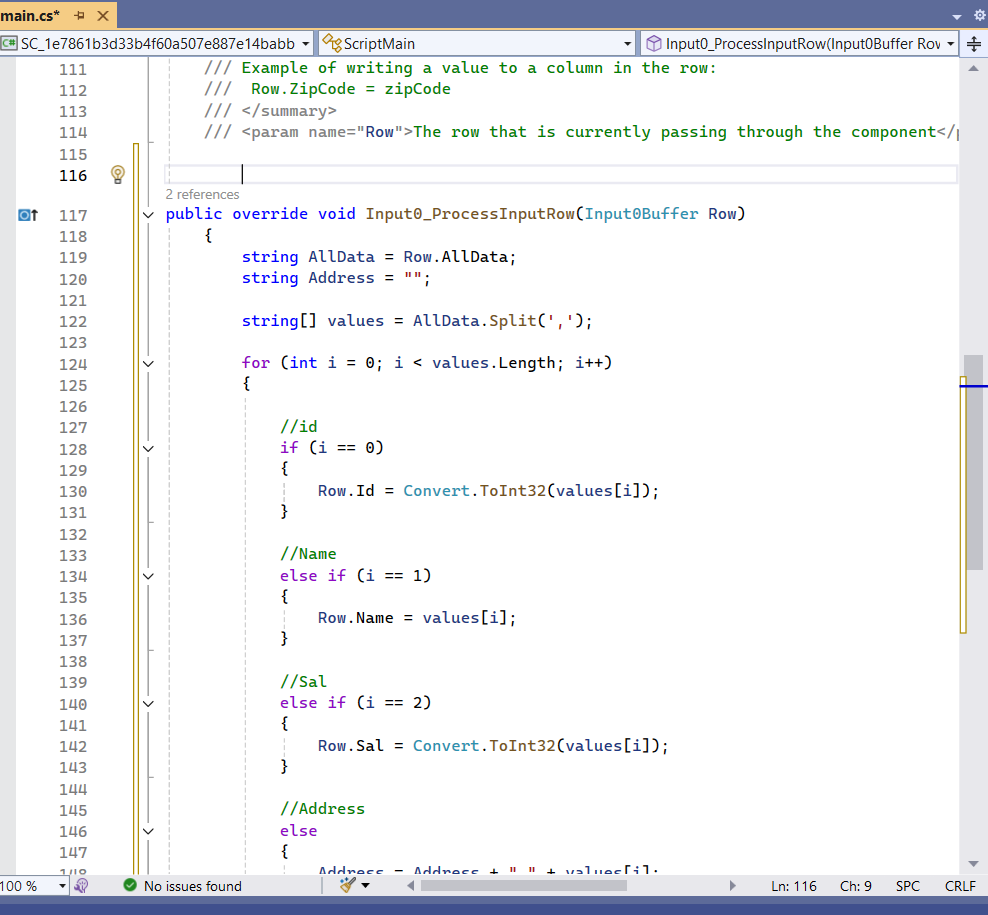 main.cs*
SC_1e7861b3d33b4f60a507e887e14babb ScriptMain Input0_ProcessInputRow(Input0Buffer Row
111 /// Example of writing a value to a column in the row:
112 /// Row.ZipCode = zipCode
113 /// </summary>
114 /// <param name="Row">The row that is currently passing through the component</
115
116
2 references
117 public override void Input0_ProcessInputRow(Input0Buffer Row)
118 {
119 string AllData = Row.AllData;
120 string Address = "";
121
122 string[] values = AllData.Split(',');
123
124 for (int i = 0; i < values.Length; i++)
125 {
126
127 //id
128 if (i == 0)
129 {
130 Row.Id = Convert.ToInt32(values[i]);
131 }
132
133 //Name
134 else if (i == 1)
135 {
136 Row.Name = values[i];
137 }
138
139 //Sal
140 else if (i == 2)
141 {
142 Row.Sal = Convert.ToInt32(values[i]);
143 }
144
145 //Address
146 else
147 {
148 Address = Address + " " + values[i];
100 % No issues found Ln: 116 Ch: 9 SPC CRLF